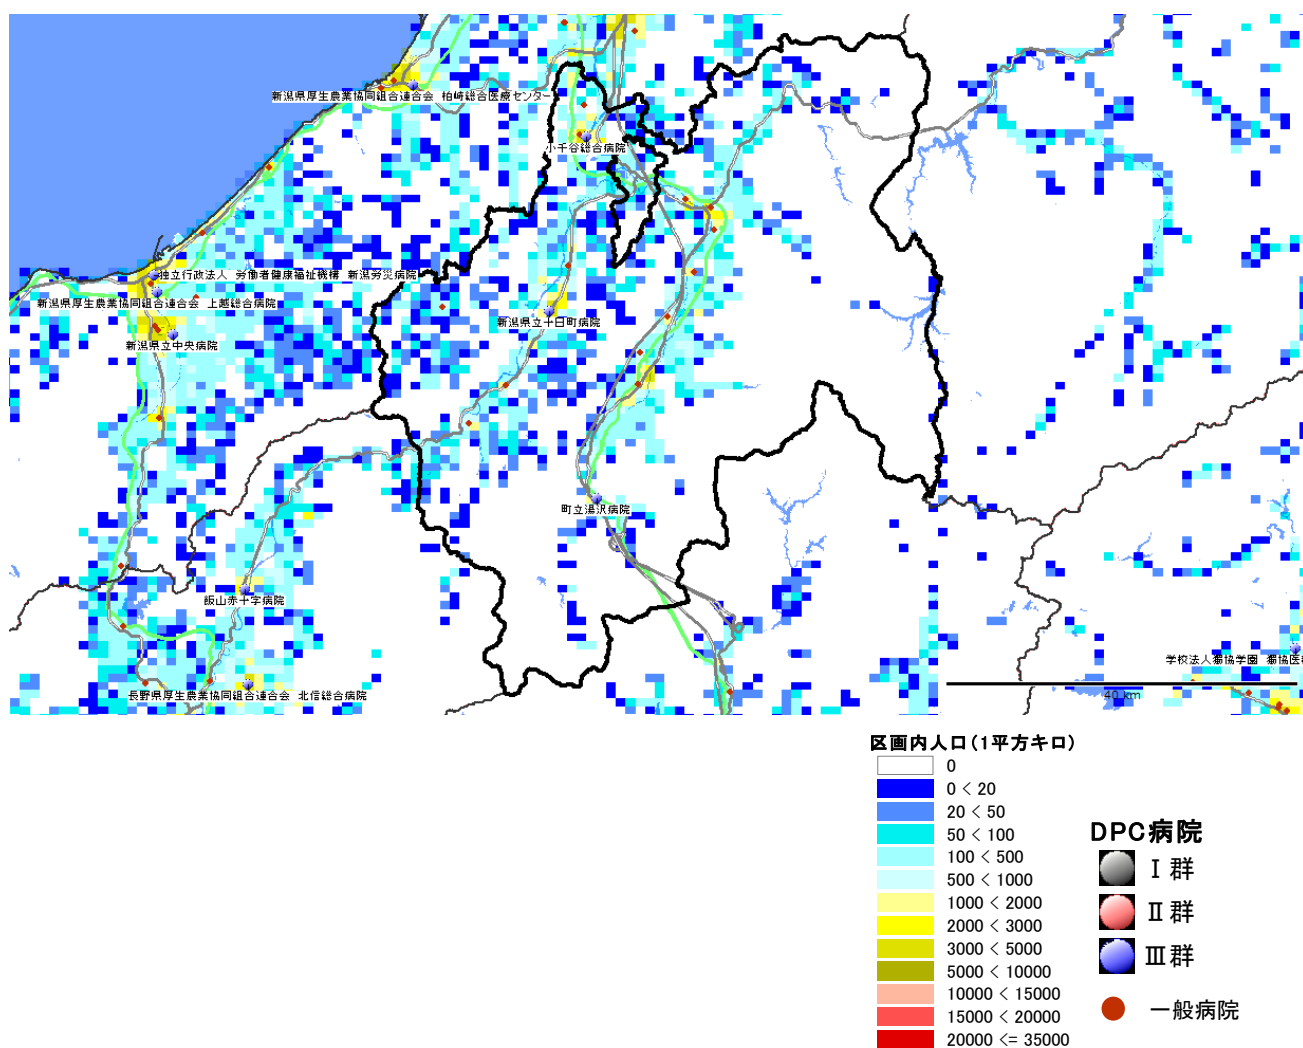 新潟県厚生農業協同組合連合会　柏崎総合医療センター
小千谷総合病院
独立行政法人　労働者健康福祉機構　新潟労災病院
新潟県厚生農業協同組合連合会　上越総合病院
新潟県立十日町病院
新潟県立中央病院
町立湯沢病院
飯山赤十字病院
学校法人獨協学園　獨協医
長野県厚生農業協同組合連合会　北信総合病院
40 km
区画内人口(1平方キロ)
0
0 < 20
20 < 50
50 < 100
100 < 500
500 < 1000
1000 < 2000
2000 < 3000
3000 < 5000
5000 < 10000
10000 < 15000
15000 < 20000
20000 <= 35000
DPC病院
Ⅰ群
Ⅱ群
Ⅲ群
一般病院